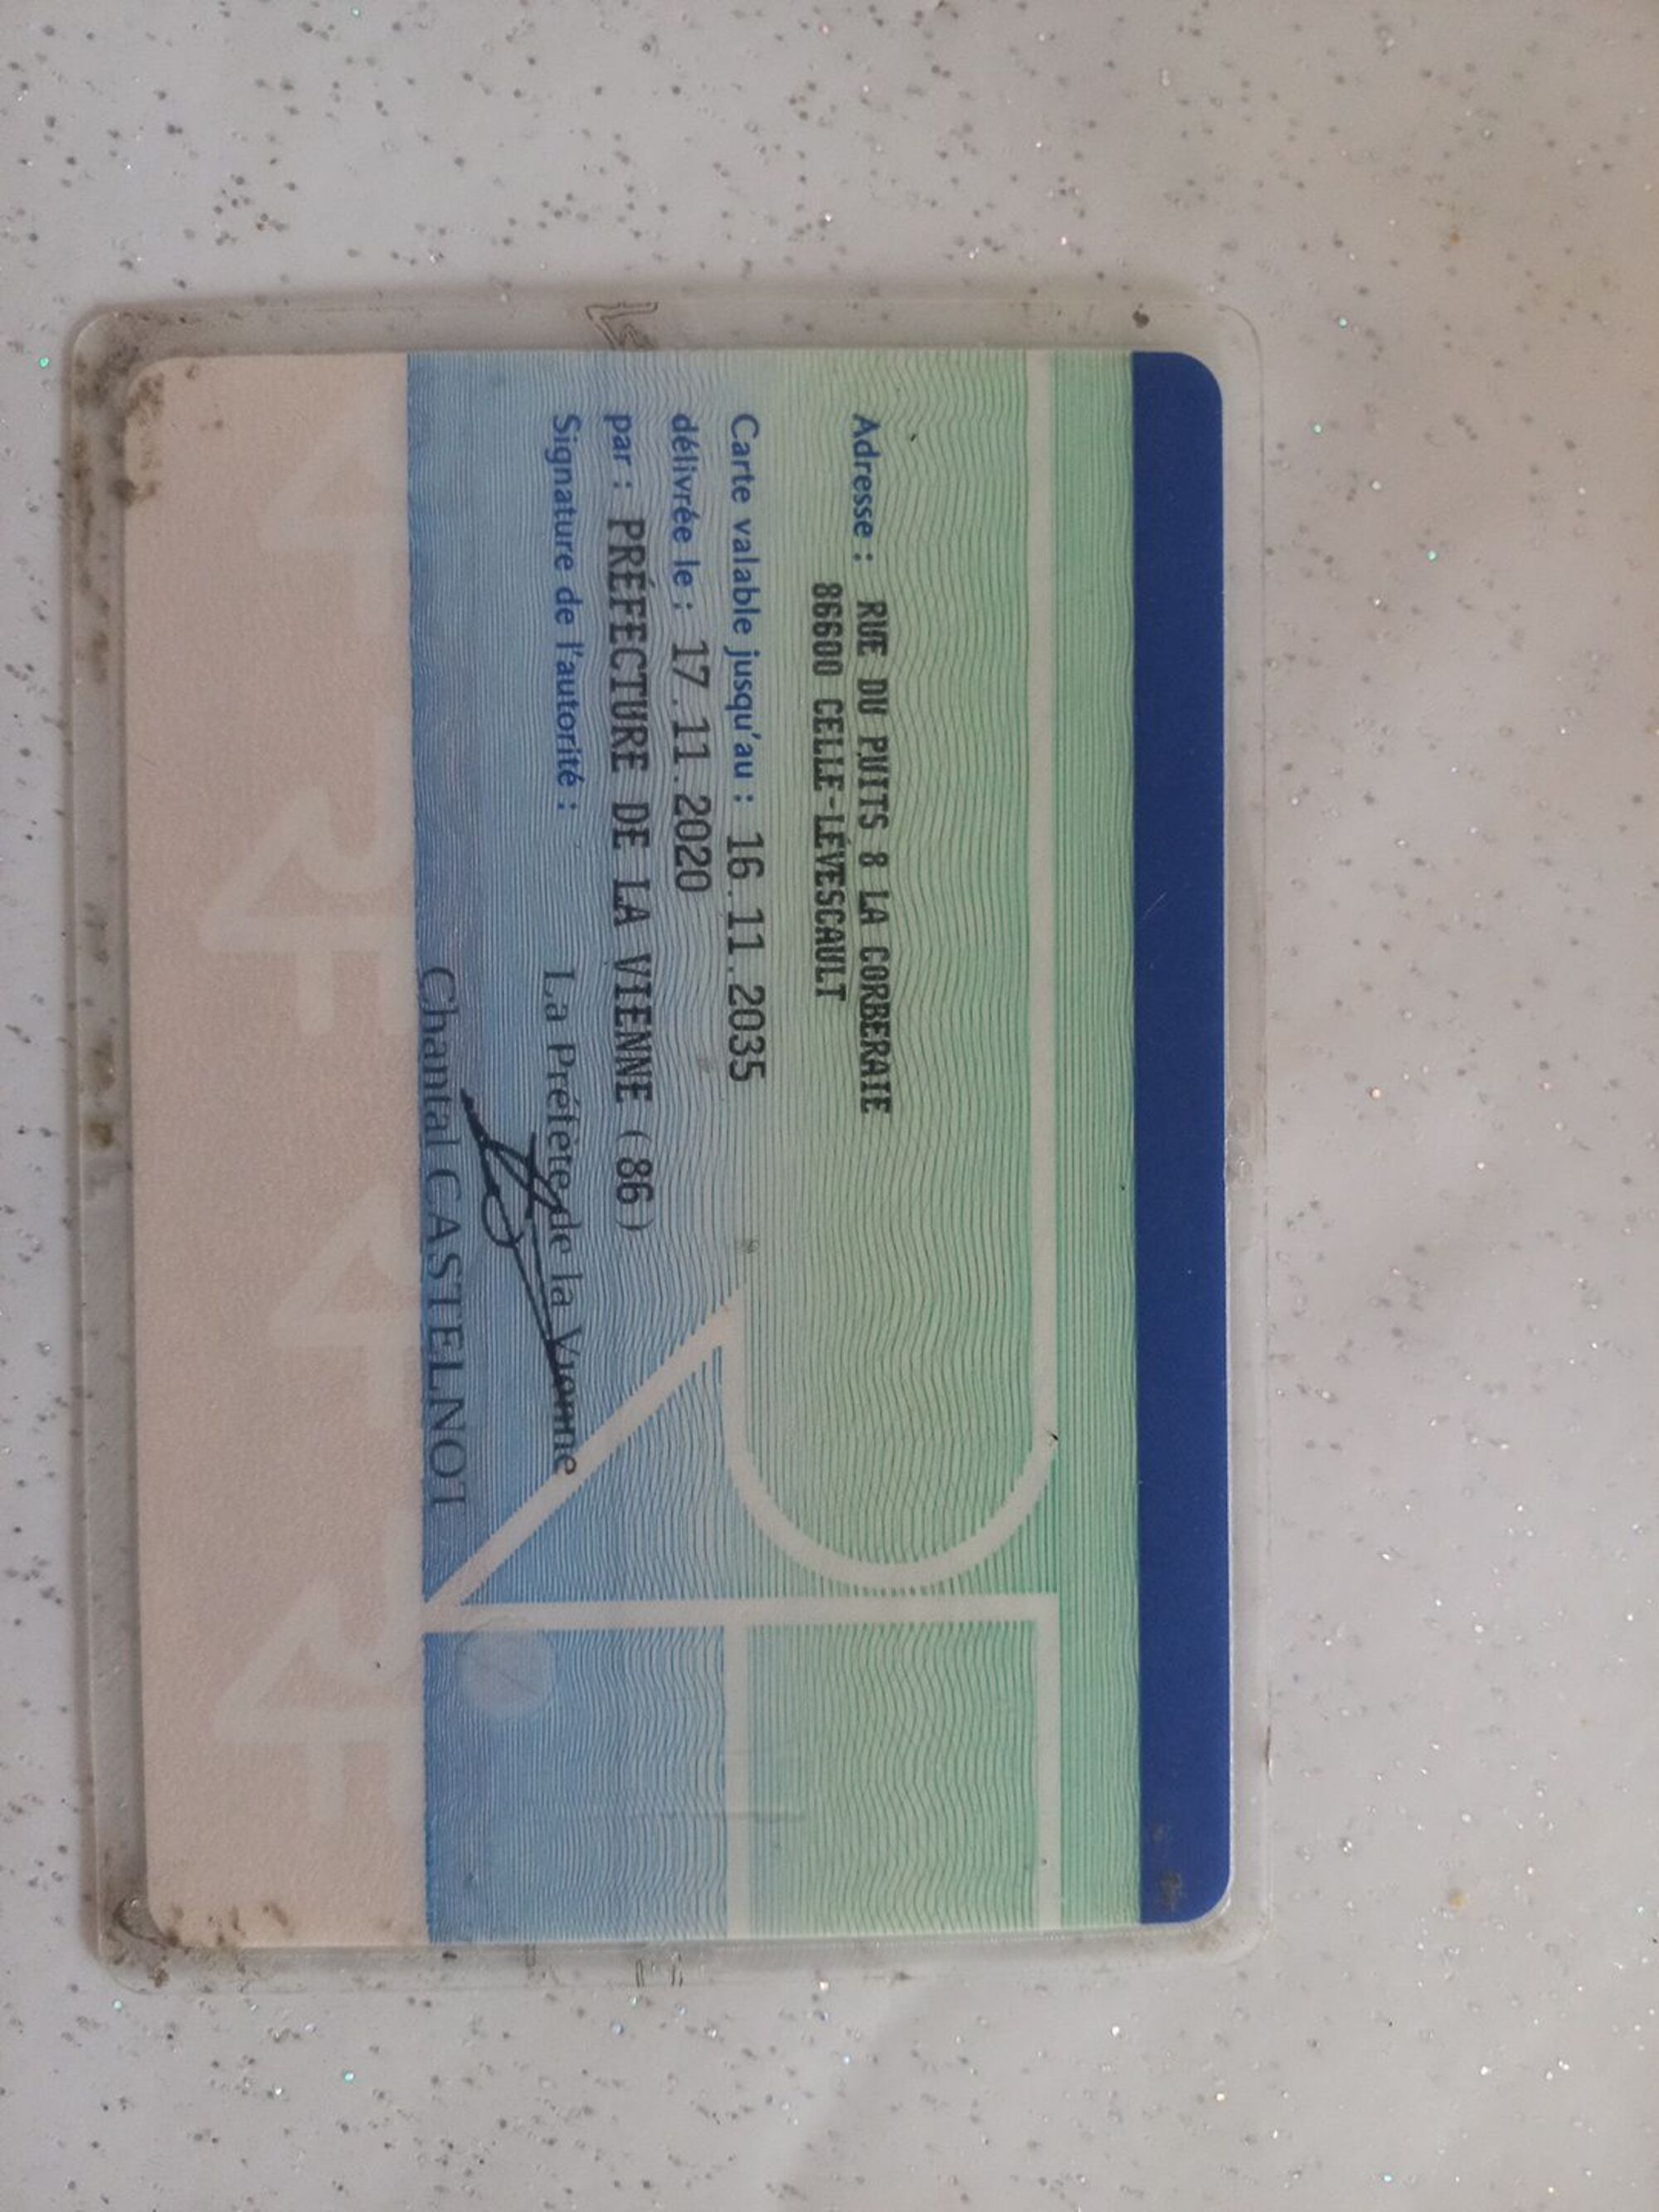 Adresse : RUE DU PUITS 8 LA CORBERAIE
86600 CELLE-LÉVESCAULT
Carte valable jusqu'au : 16.11.2035
délivrée le : 17.11.2020
par : PRÉFECTURE DE LA VIENNE (86)
Signature de l'autorité :
La Préfète de la Vienne
Chantal CASTELNOT
RF